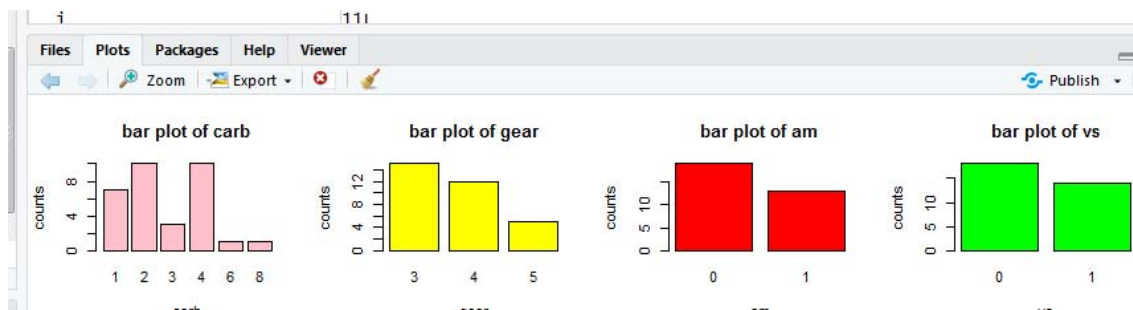 i 11
Files Plots Packages Help Viewer
Zoom Export Publish
bar plot of carb bar plot of gear bar plot of am bar plot of vs
counts counts counts counts
0 4 8 0 4 8 12 0 5 10 0 5 10
1 2 3 4 6 8 3 4 5 0 1 0 1